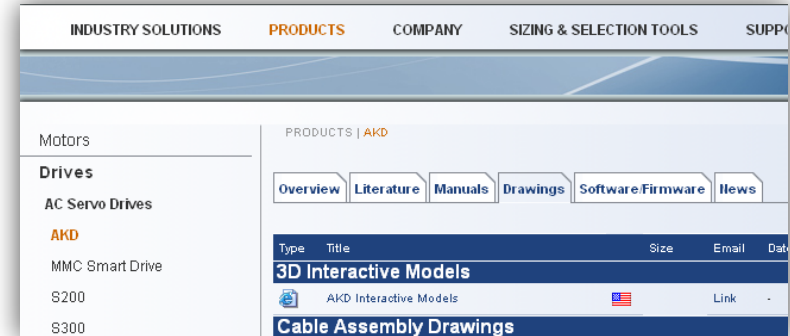 INDUSTRY SOLUTIONS PRODUCTS COMPANY SIZING & SELECTION TOOLS
PRODUCTS | AKD
Motors
Drives
AC Servo Drives
AKD
MMC Smart Drive
S200
S300
Overview Literature Manuals Drawings Software/Firmware News
Type Title Size Email
3D Interactive Models
AKD Interactive Models Link -
Cable Assembly Drawings